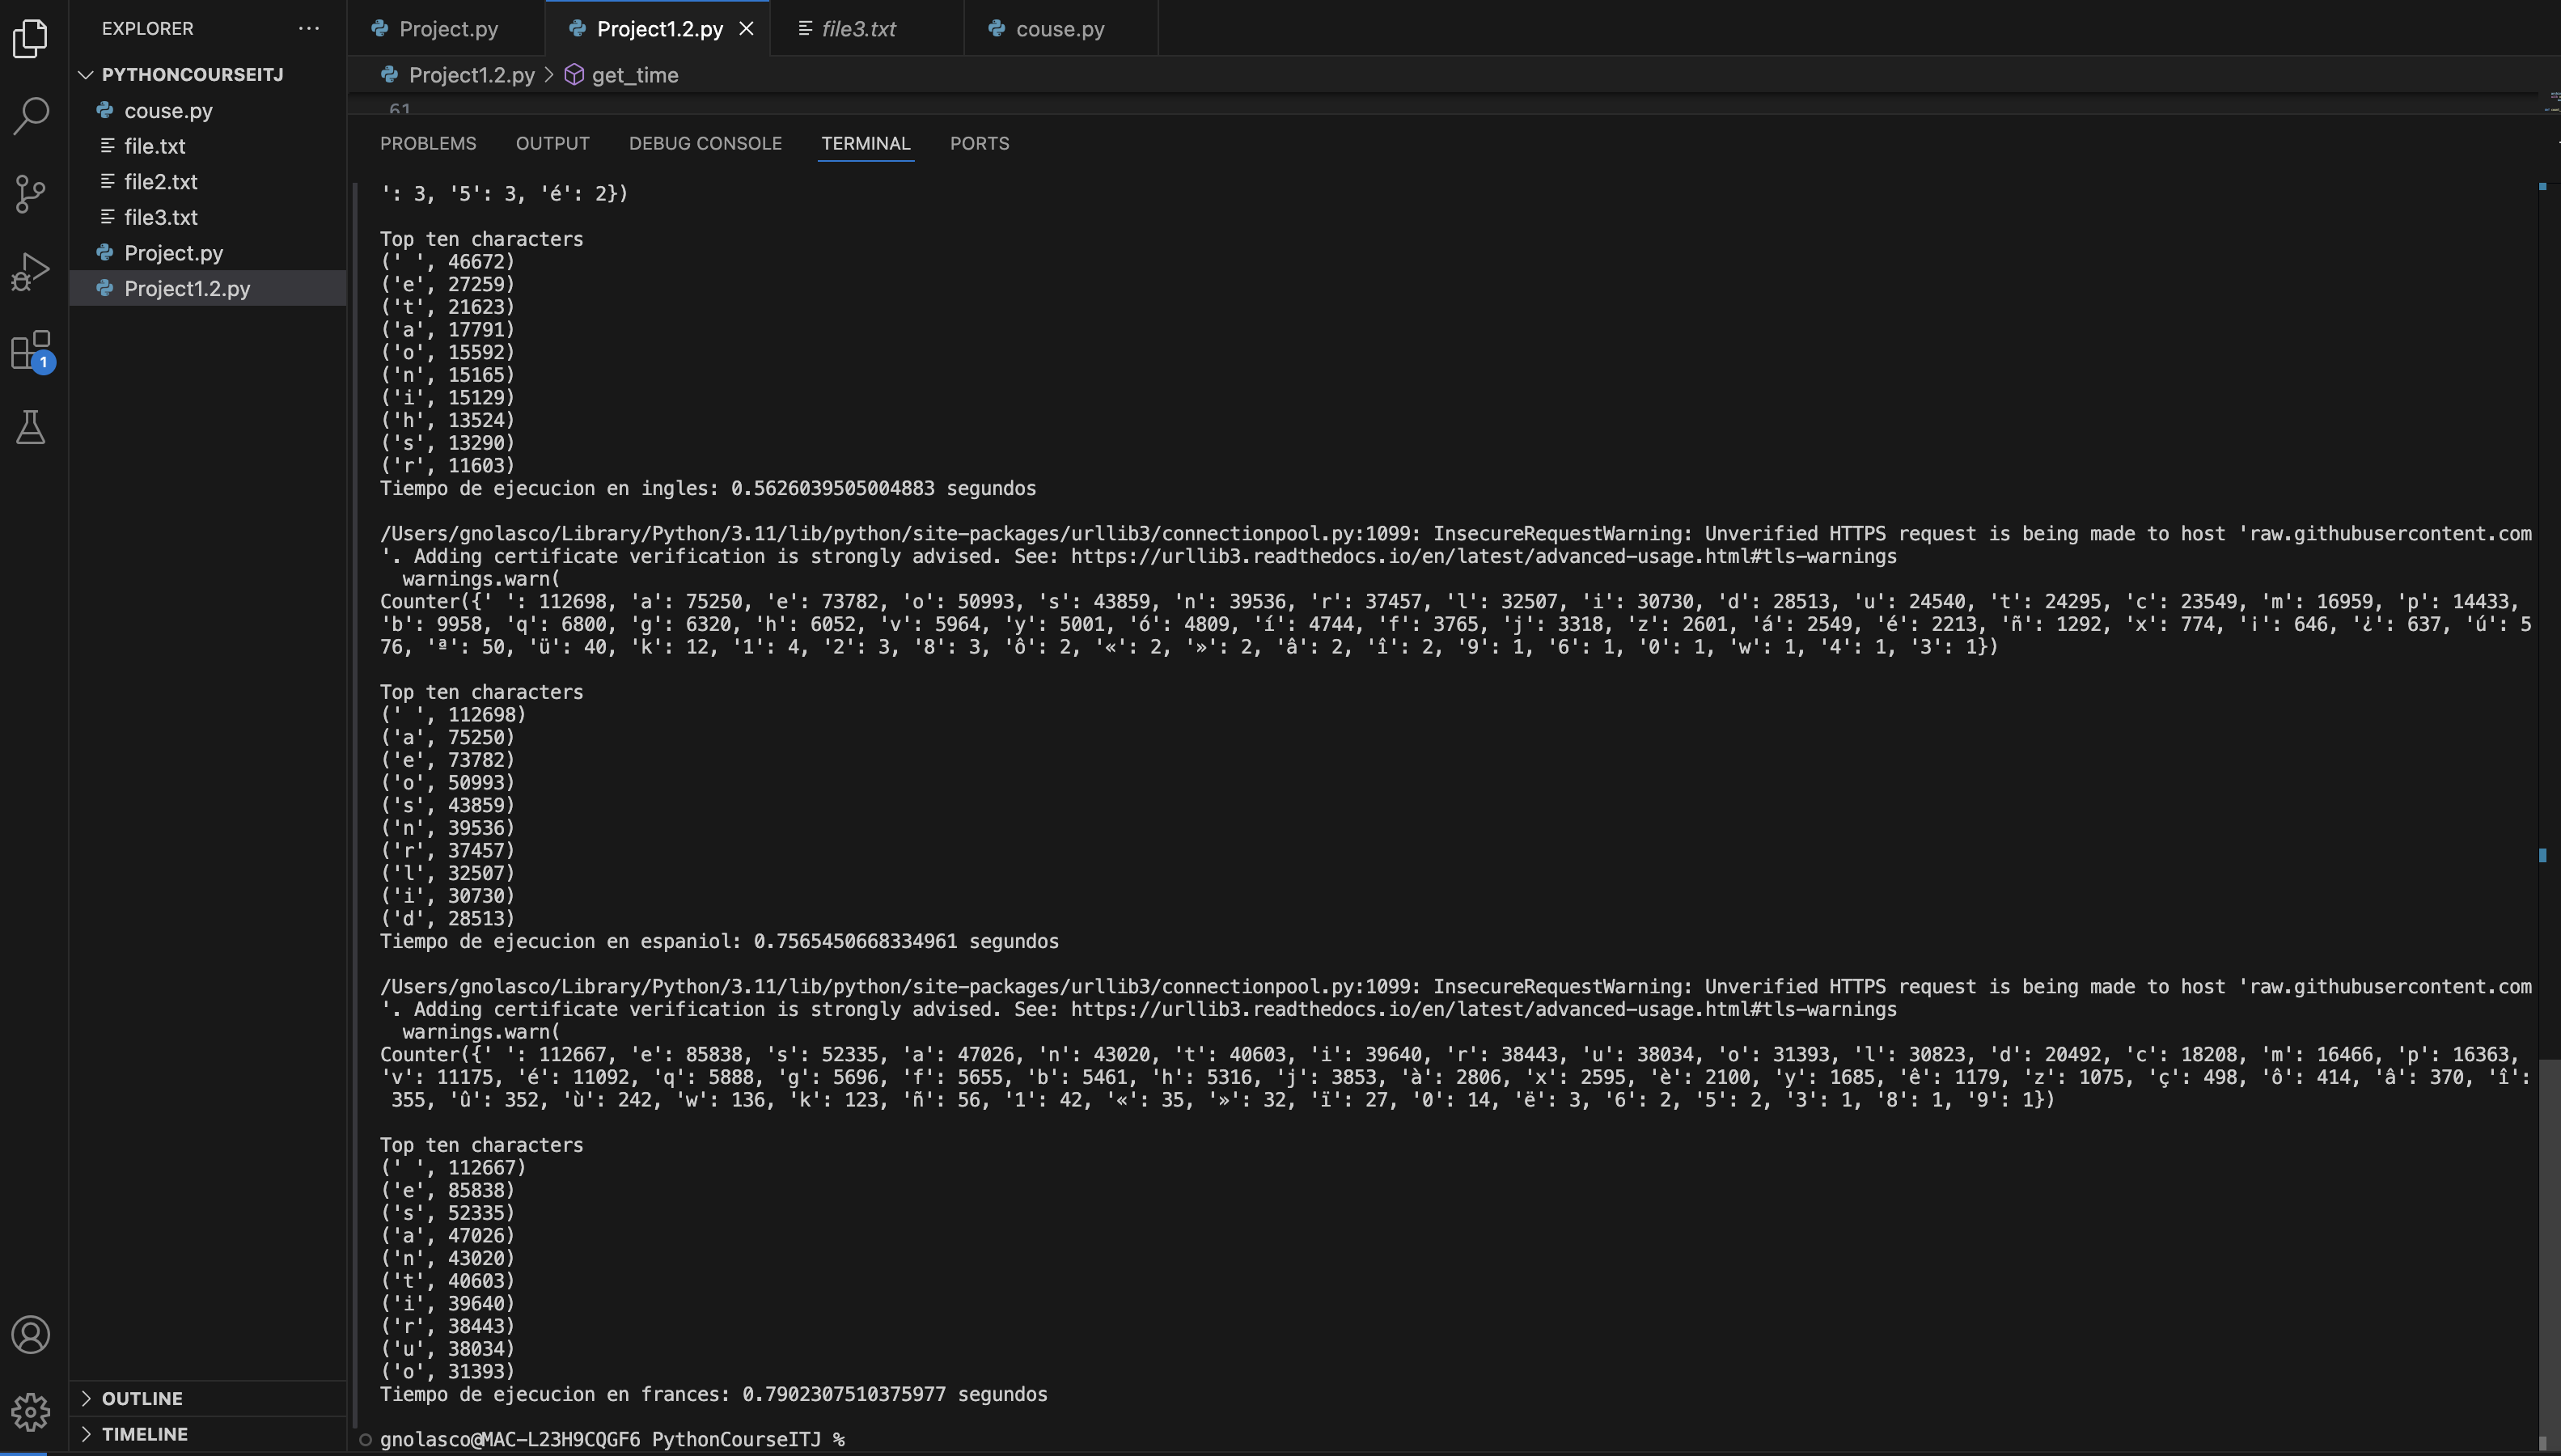 EXPLORER
PYTHONCOURSEITJ
couse.py
file.txt
file2.txt
file3.txt
Project.py
Project1.2.py
1
OUTLINE
TIMELINE
Project.py Project1.2.py file3.txt couse.py
Project1.2.py > get_time
61
PROBLEMS OUTPUT DEBUG CONSOLE TERMINAL PORTS
': 3, '5': 3, 'é': 2})
Top ten characters
(' ', 46672)
('e', 27259)
('t', 21623)
('a', 17791)
('o', 15592)
('n', 15165)
('i', 15129)
('h', 13524)
('s', 13290)
('r', 11603)
Tiempo de ejecucion en ingles: 0.5626039505004883 segundos
/Users/gnolasco/Library/Python/3.11/lib/python/site-packages/urllib3/connectionpool.py:1099: InsecureRequestWarning: Unverified HTTPS request is being made to host 'raw.githubusercontent.com
'. Adding certificate verification is strongly advised. See: https://urllib3.readthedocs.io/en/latest/advanced-usage.html#tls-warnings
warnings.warn(
Counter({' ': 112698, 'a': 75250, 'e': 73782, 'o': 50993, 's': 43859, 'n': 39536, 'r': 37457, 'l': 32507, 'i': 30730, 'd': 28513, 'u': 24540, 't': 24295, 'c': 23549, 'm': 16959, 'p': 14433,
'b': 9958, 'q': 6800, 'g': 6320, 'h': 6052, 'v': 5964, 'y': 5001, 'ó': 4809, 'í': 4744, 'f': 3765, 'j': 3318, 'z': 2601, 'á': 2549, 'é': 2213, 'ñ': 1292, 'x': 774, '¡': 646, '¿': 637, 'ú': 5
76, 'ª': 50, 'ü': 40, 'k': 12, '1': 4, '2': 3, '8': 3, 'ô': 2, '«': 2, '»': 2, 'â': 2, 'î': 2, '9': 1, '6': 1, '0': 1, 'w': 1, '4': 1, '3': 1})
Top ten characters
(' ', 112698)
('a', 75250)
('e', 73782)
('o', 50993)
('s', 43859)
('n', 39536)
('r', 37457)
('l', 32507)
('i', 30730)
('d', 28513)
Tiempo de ejecucion en espaniol: 0.7565450668334961 segundos
/Users/gnolasco/Library/Python/3.11/lib/python/site-packages/urllib3/connectionpool.py:1099: InsecureRequestWarning: Unverified HTTPS request is being made to host 'raw.githubusercontent.com
'. Adding certificate verification is strongly advised. See: https://urllib3.readthedocs.io/en/latest/advanced-usage.html#tls-warnings
warnings.warn(
Counter({' ': 112667, 'e': 85838, 's': 52335, 'a': 47026, 'n': 43020, 't': 40603, 'i': 39640, 'r': 38443, 'u': 38034, 'o': 31393, 'l': 30823, 'd': 20492, 'c': 18208, 'm': 16466, 'p': 16363,
'v': 11175, 'é': 11092, 'q': 5888, 'g': 5696, 'f': 5655, 'b': 5461, 'h': 5316, 'j': 3853, 'à': 2806, 'x': 2595, 'è': 2100, 'y': 1685, 'ê': 1179, 'z': 1075, 'ç': 498, 'ô': 414, 'â': 370, 'î':
355, 'û': 352, 'ù': 242, 'w': 136, 'k': 123, 'ñ': 56, '1': 42, '«': 35, '»': 32, 'ï': 27, '0': 14, 'ë': 3, '6': 2, '5': 2, '3': 1, '8': 1, '9': 1})
Top ten characters
(' ', 112667)
('e', 85838)
('s', 52335)
('a', 47026)
('n', 43020)
('t', 40603)
('i', 39640)
('r', 38443)
('u', 38034)
('o', 31393)
Tiempo de ejecucion en frances: 0.7902307510375977 segundos
gnolasco@MAC-L23H9CQGF6 PythonCourseITJ %